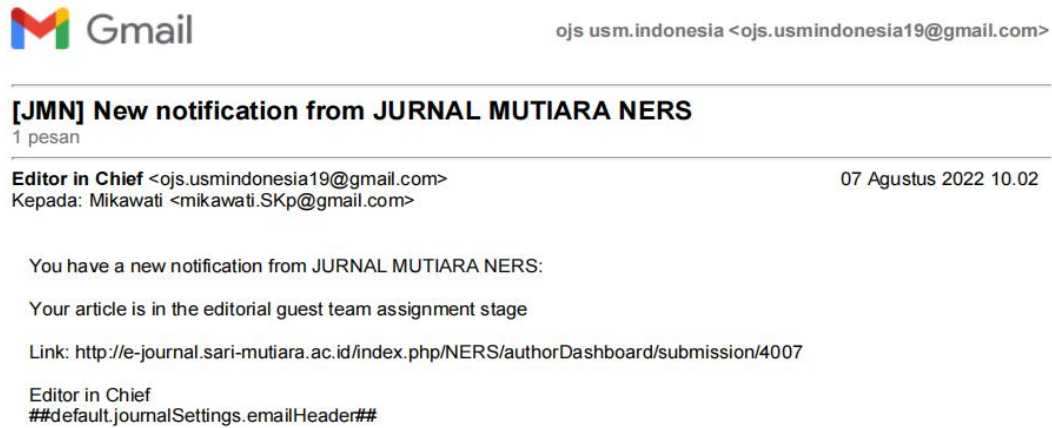 Gmail
ojs usm.indonesia <ojs.usmindonesia19@gmail.com>
[JMN] New notification from JURNAL MUTIARA NERS
1 pesan
Editor in Chief <ojs.usmindonesia19@gmail.com> 07 Agustus 2022 10.02
Kepada: Mikawati <mikawati.SKp@gmail.com>
You have a new notification from JURNAL MUTIARA NERS:
Your article is in the editorial guest team assignment stage
Link: http://e-journal.sari-mutiara.ac.id/index.php/NERS/authorDashboard/submission/4007
Editor in Chief
##default.journalSettings.emailHeader##